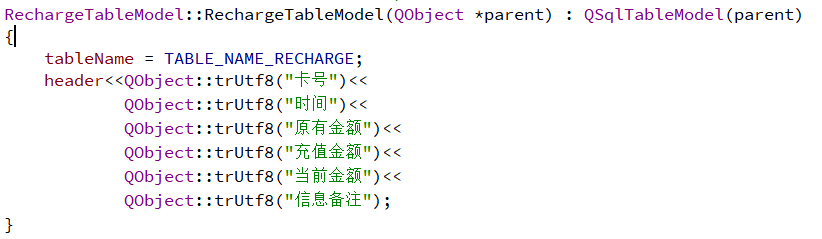 RechargeTableModel::RechargeTableModel(QObject *parent) : QSqlTableModel(parent)
{
    tableName = TABLE_NAME_RECHARGE;
    header<<QObject::trUtf8("卡号")<<
            QObject::trUtf8("时间")<<
            QObject::trUtf8("原有金额")<<
            QObject::trUtf8("充值金额")<<
            QObject::trUtf8("当前金额")<<
            QObject::trUtf8("信息备注");
}